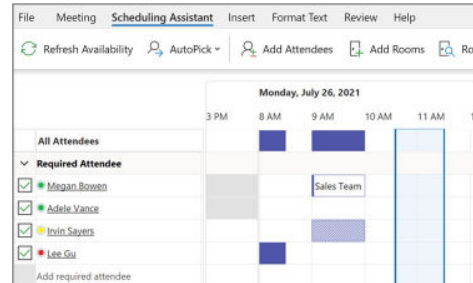 File Meeting Scheduling Assistant Insert Format Text Review Help
Refresh Availability AutoPick Add Attendees Add Rooms Ro
Monday, July 26, 2021
3 PM 8 AM 9 AM 10 AM 11 AM 1
All Attendees
Required Attendee
Megan Bowen Sales Team
Adele Vance
Irvin Sayers
Lee Gu
Add required attendee